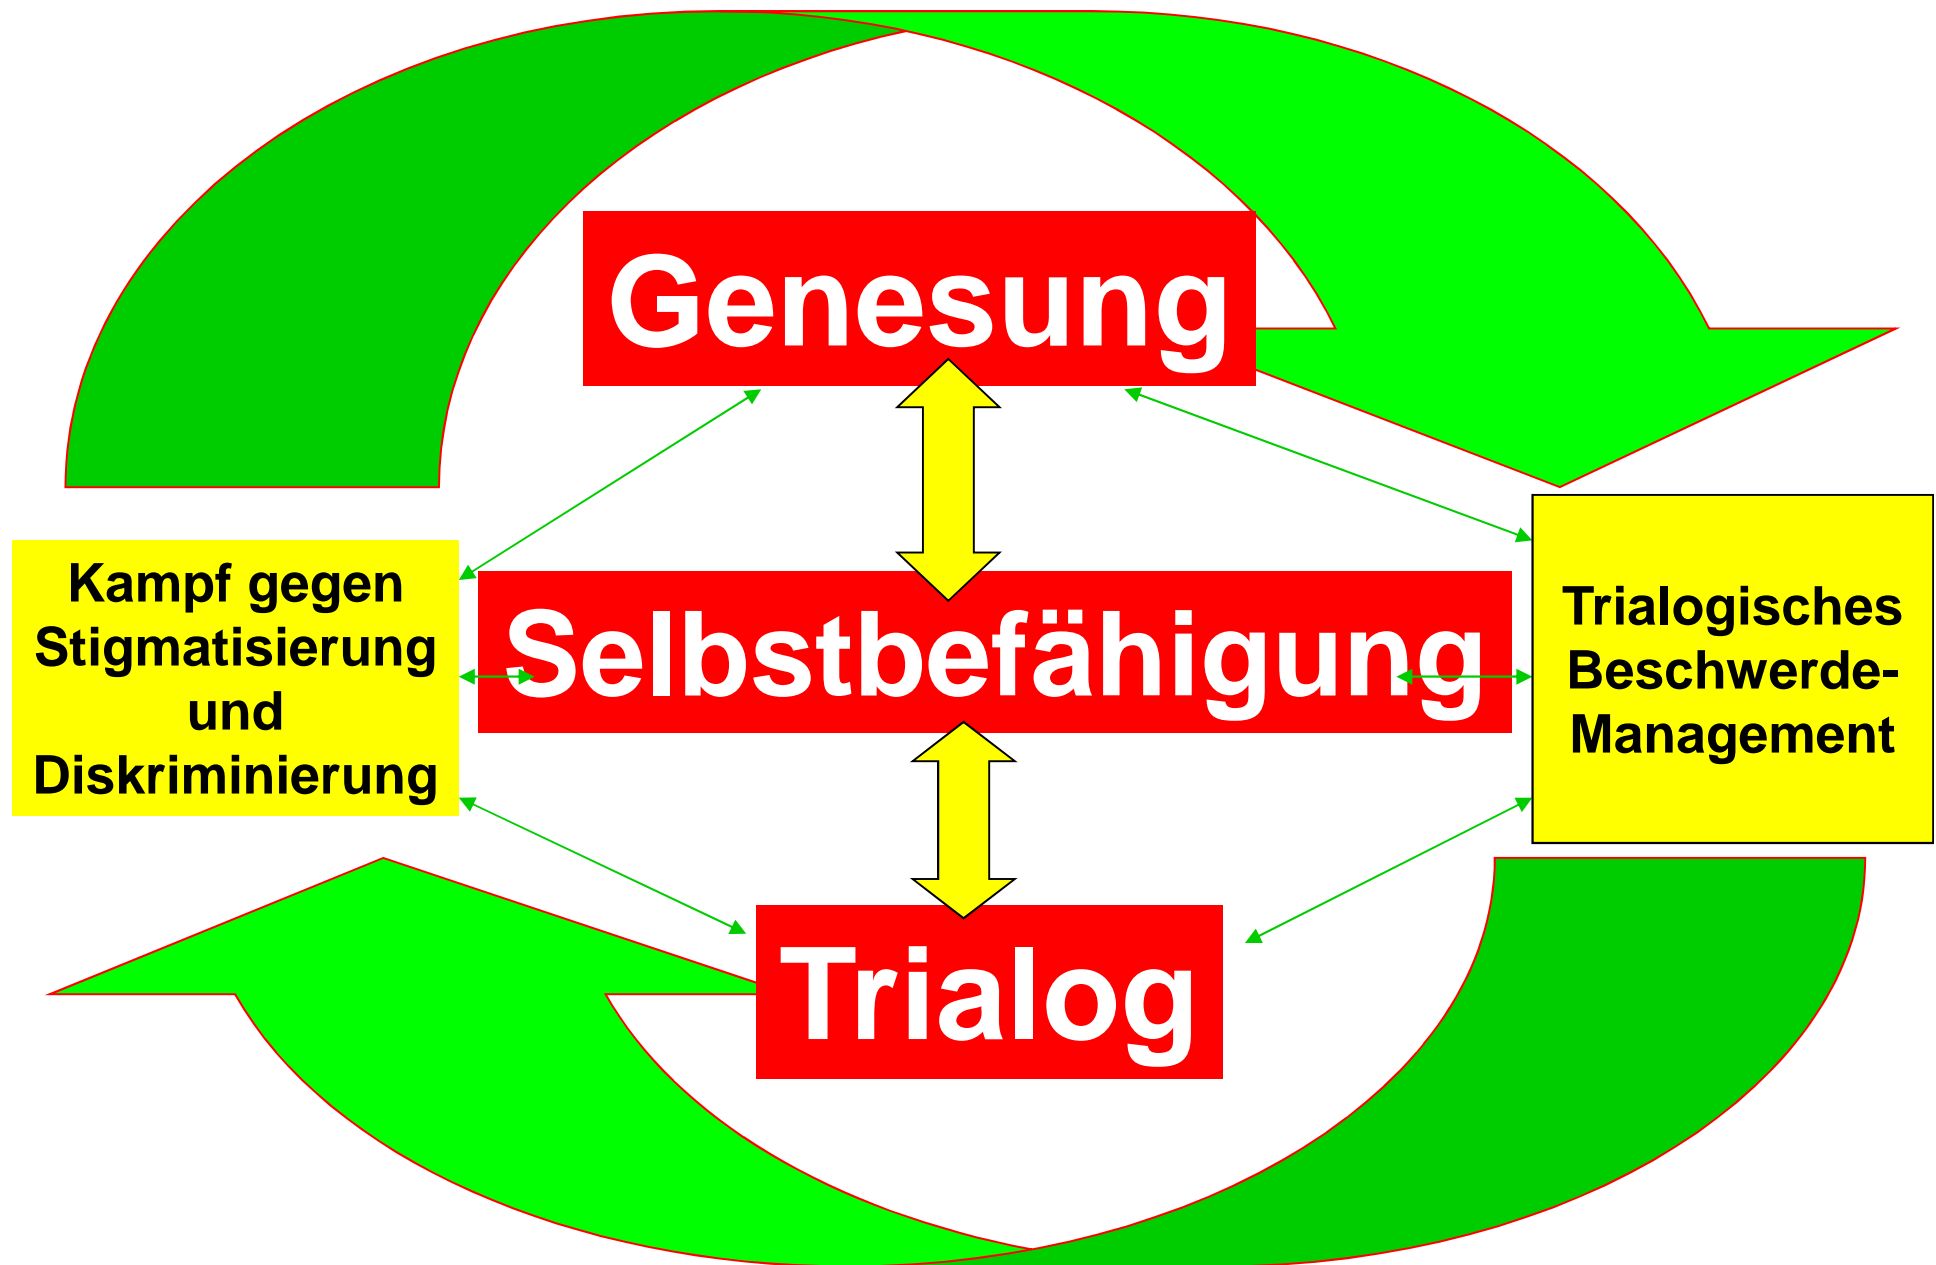 Genesung
Kampf gegen
Stigmatisierung
und
Diskriminierung
Selbstbefähigung
Trialogisches
Beschwerde-
Management
Trialog